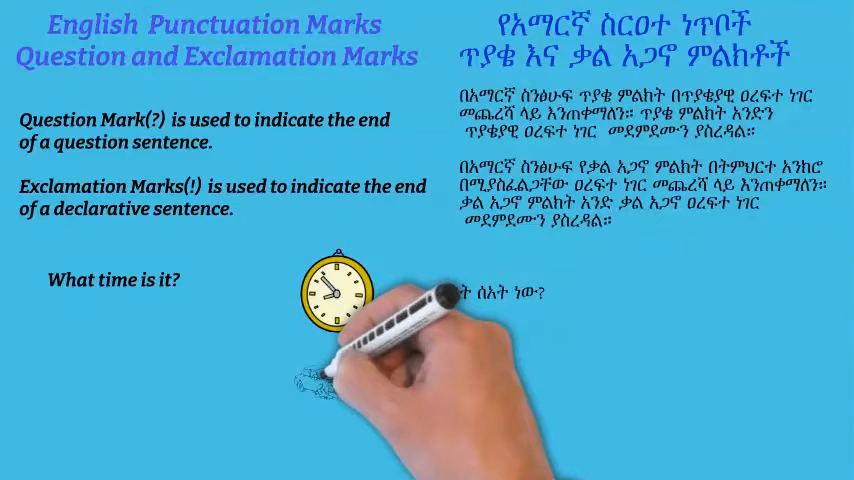 English Punctuation Marks
Question and Exclamation Marks
Question Mark(?) is used to indicate the end
of a question sentence.
Exclamation Marks(!) is used to indicate the end
of a declarative sentence.
What time is it?
የአማርኛ ስርዐተ ነጥቦች
ጥያቄ እና ቃል አጋኖ ምልክቶች
በአማርኛ ስንፅሁፍ ጥያቄ ምልክት በጥያቄያዊ ዐረፍተ ነገር
መጨረሻ ላይ እንጠቀማለን። ጥያቄ ምልክት አንድን
ጥያቄያዊ ዐረፍተ ነገር መደምደሙን ያስረዳል።
በአማርኛ ስንፅሁፍ የቃል አጋኖ ምልክት በትምህርተ አንክሮ
በሚያስፈልጋቸው ዐረፍተ ነገር መጨረሻ ላይ እንጠቀማለን።
ቃል አጋኖ ምልክት አንድ ቃል አጋኖ ዐረፍተ ነገር
መደምደሙን ያስረዳል።
ሰአት ነው?